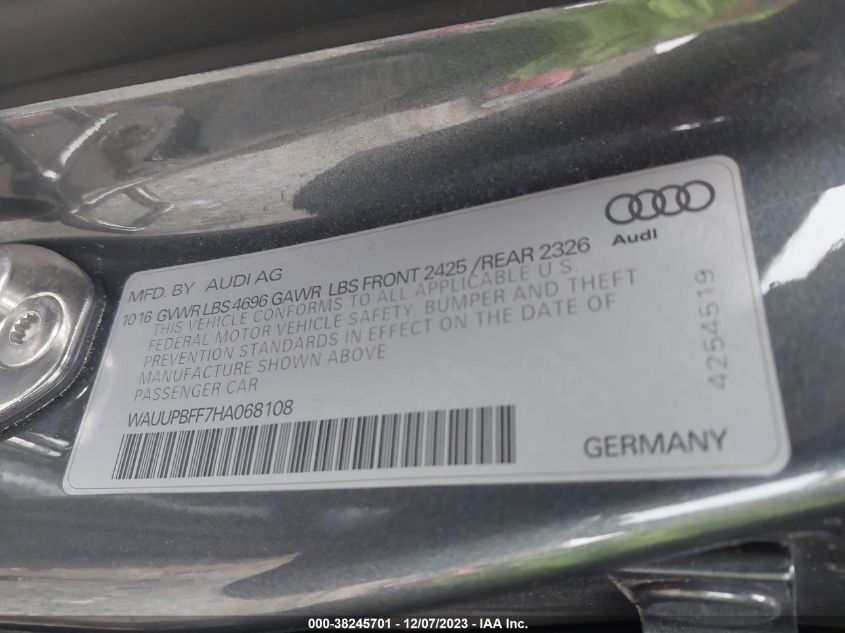 Audi
MFD. BY AUDI AG
10 16 GVWR LBS 4696 GAWR LBS FRONT 2425 /REAR 2326
THIS VEHICLE CONFORMS TO ALL APPLICABLE U S
FEDERAL MOTOR VEHICLE SAFETY, BUMPER AND THEFT
PREVENTION STANDARDS IN EFFECT ON THE DATE OF
MANUFACTURE SHOWN ABOVE
PASSENGER CAR
WAUUPBFF7HA068108
GERMANY
4254519
000-38245701 - 12/07/2023 - IAA Inc.